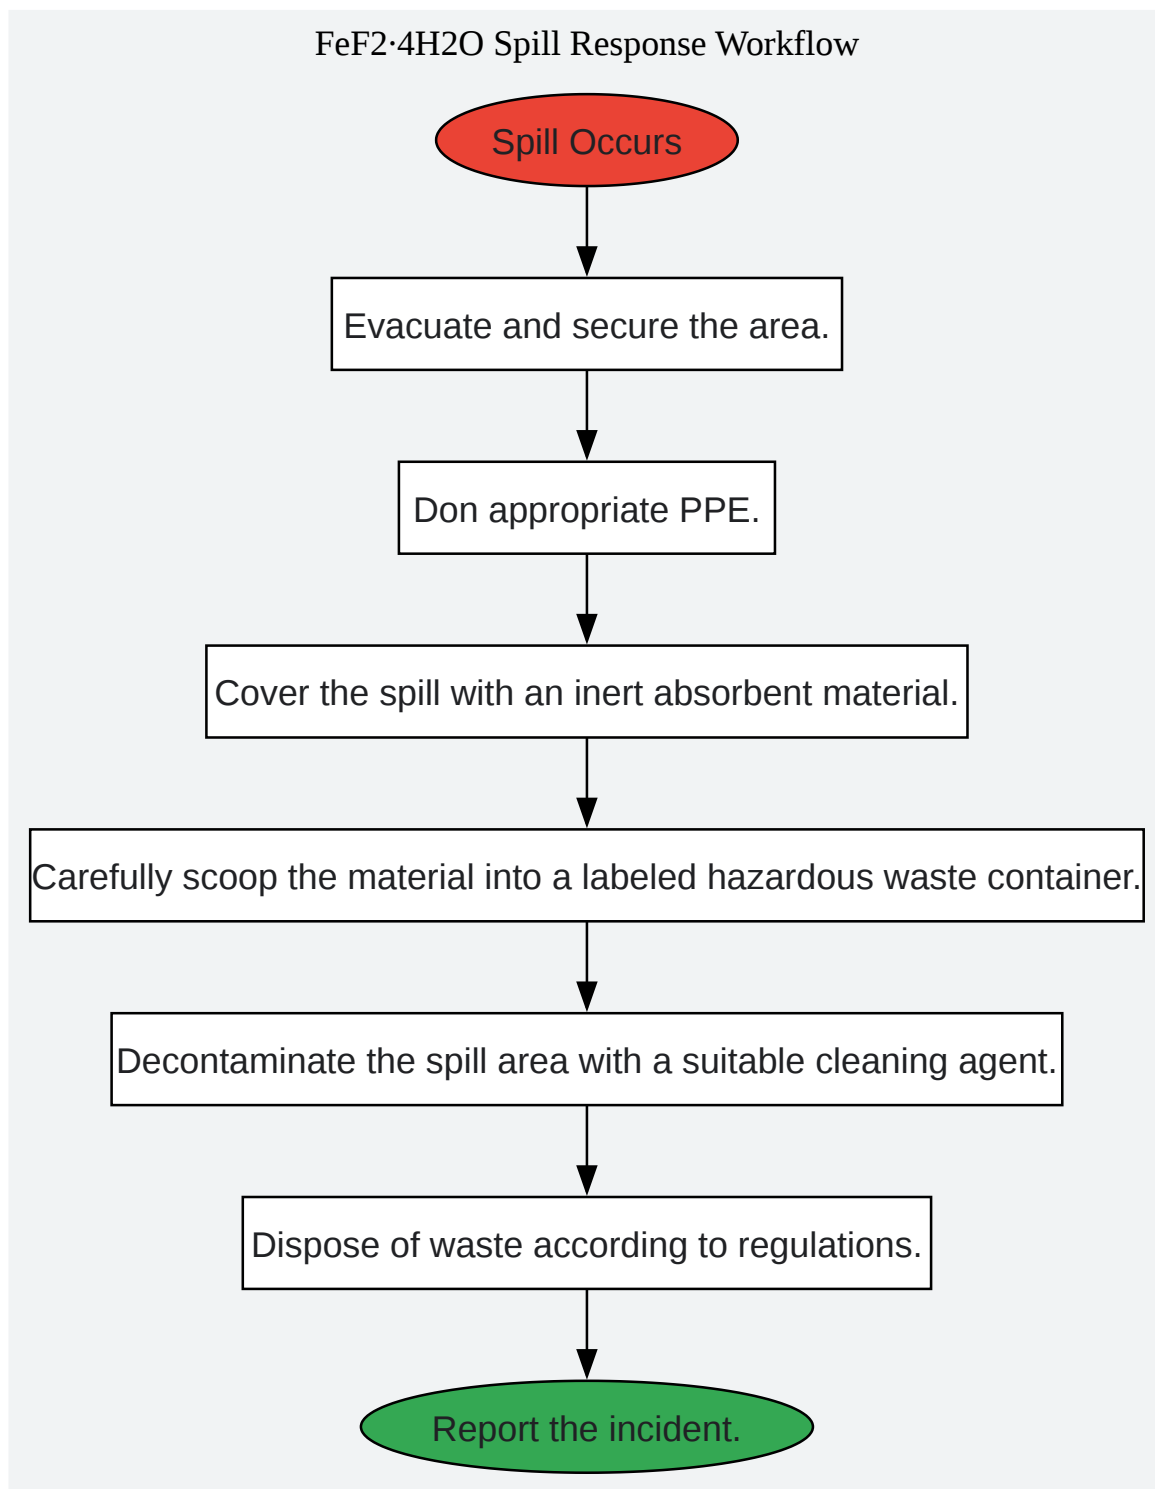 FeF2·4H2O Spill Response Workflow
Spill Occurs
Evacuate and secure the area.
Don appropriate PPE.
Cover the spill with an inert absorbent material.
Carefully scoop the material into a labeled hazardous waste container.
Decontaminate the spill area with a suitable cleaning agent.
Dispose of waste according to regulations.
Report the incident.